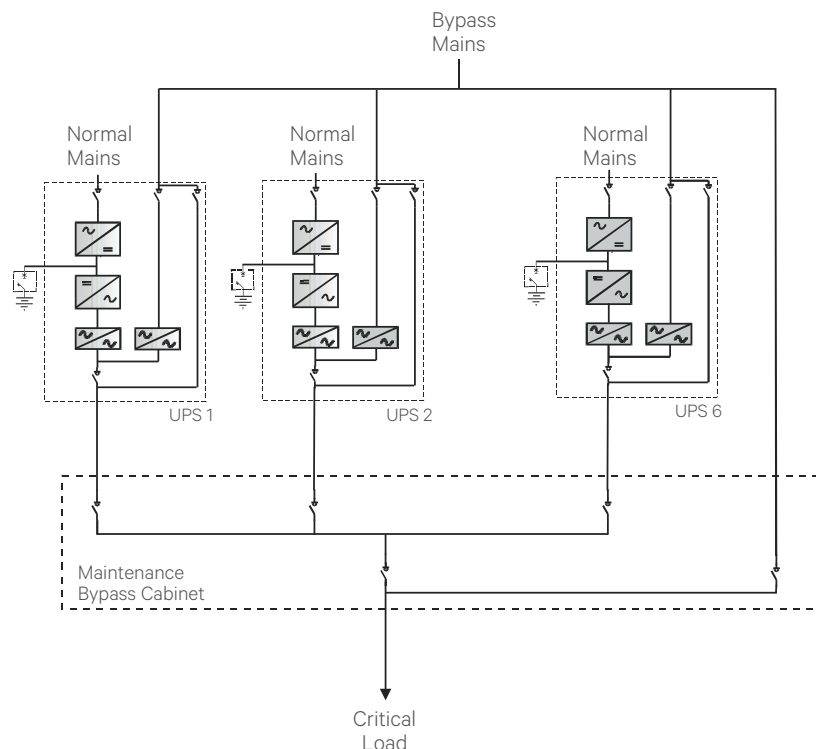 Bypass
Mains
Normal
Mains
Normal
Mains
Normal
Mains
UPS 1
UPS 2
UPS 6
Maintenance
Bypass Cabinet
Critical
Load